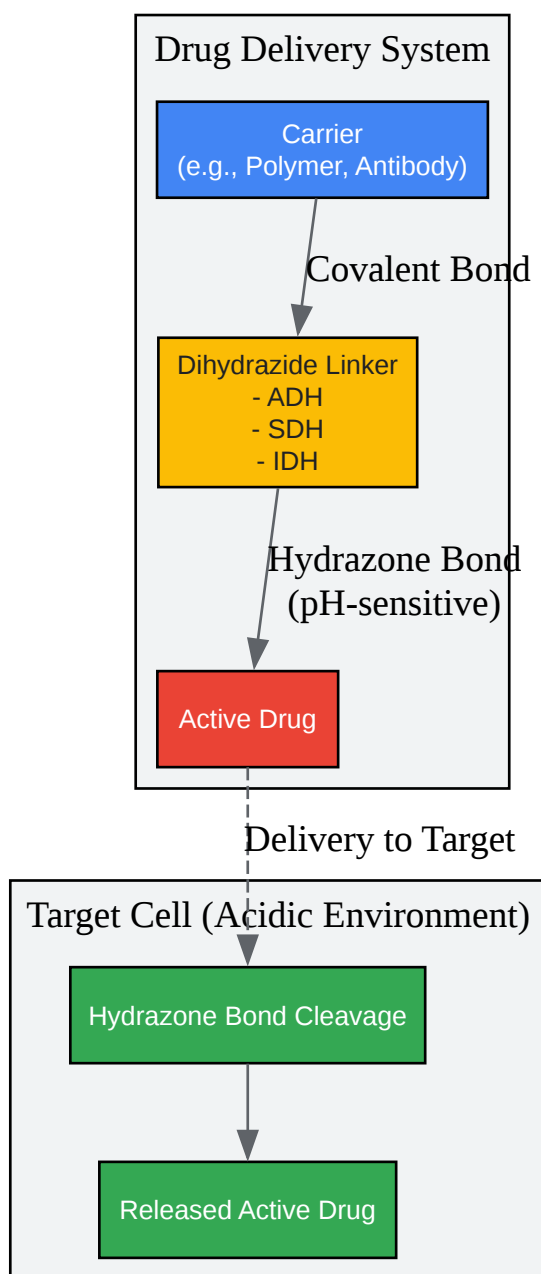 Drug Delivery System
Carrier
(e.g., Polymer, Antibody)
Covalent Bond
Dihydrazide Linker
- ADH
- SDH
- IDH
Hydrazone Bond
(pH-sensitive)
Active Drug
Delivery to Target
Target Cell (Acidic Environment)
Hydrazone Bond Cleavage
Released Active Drug